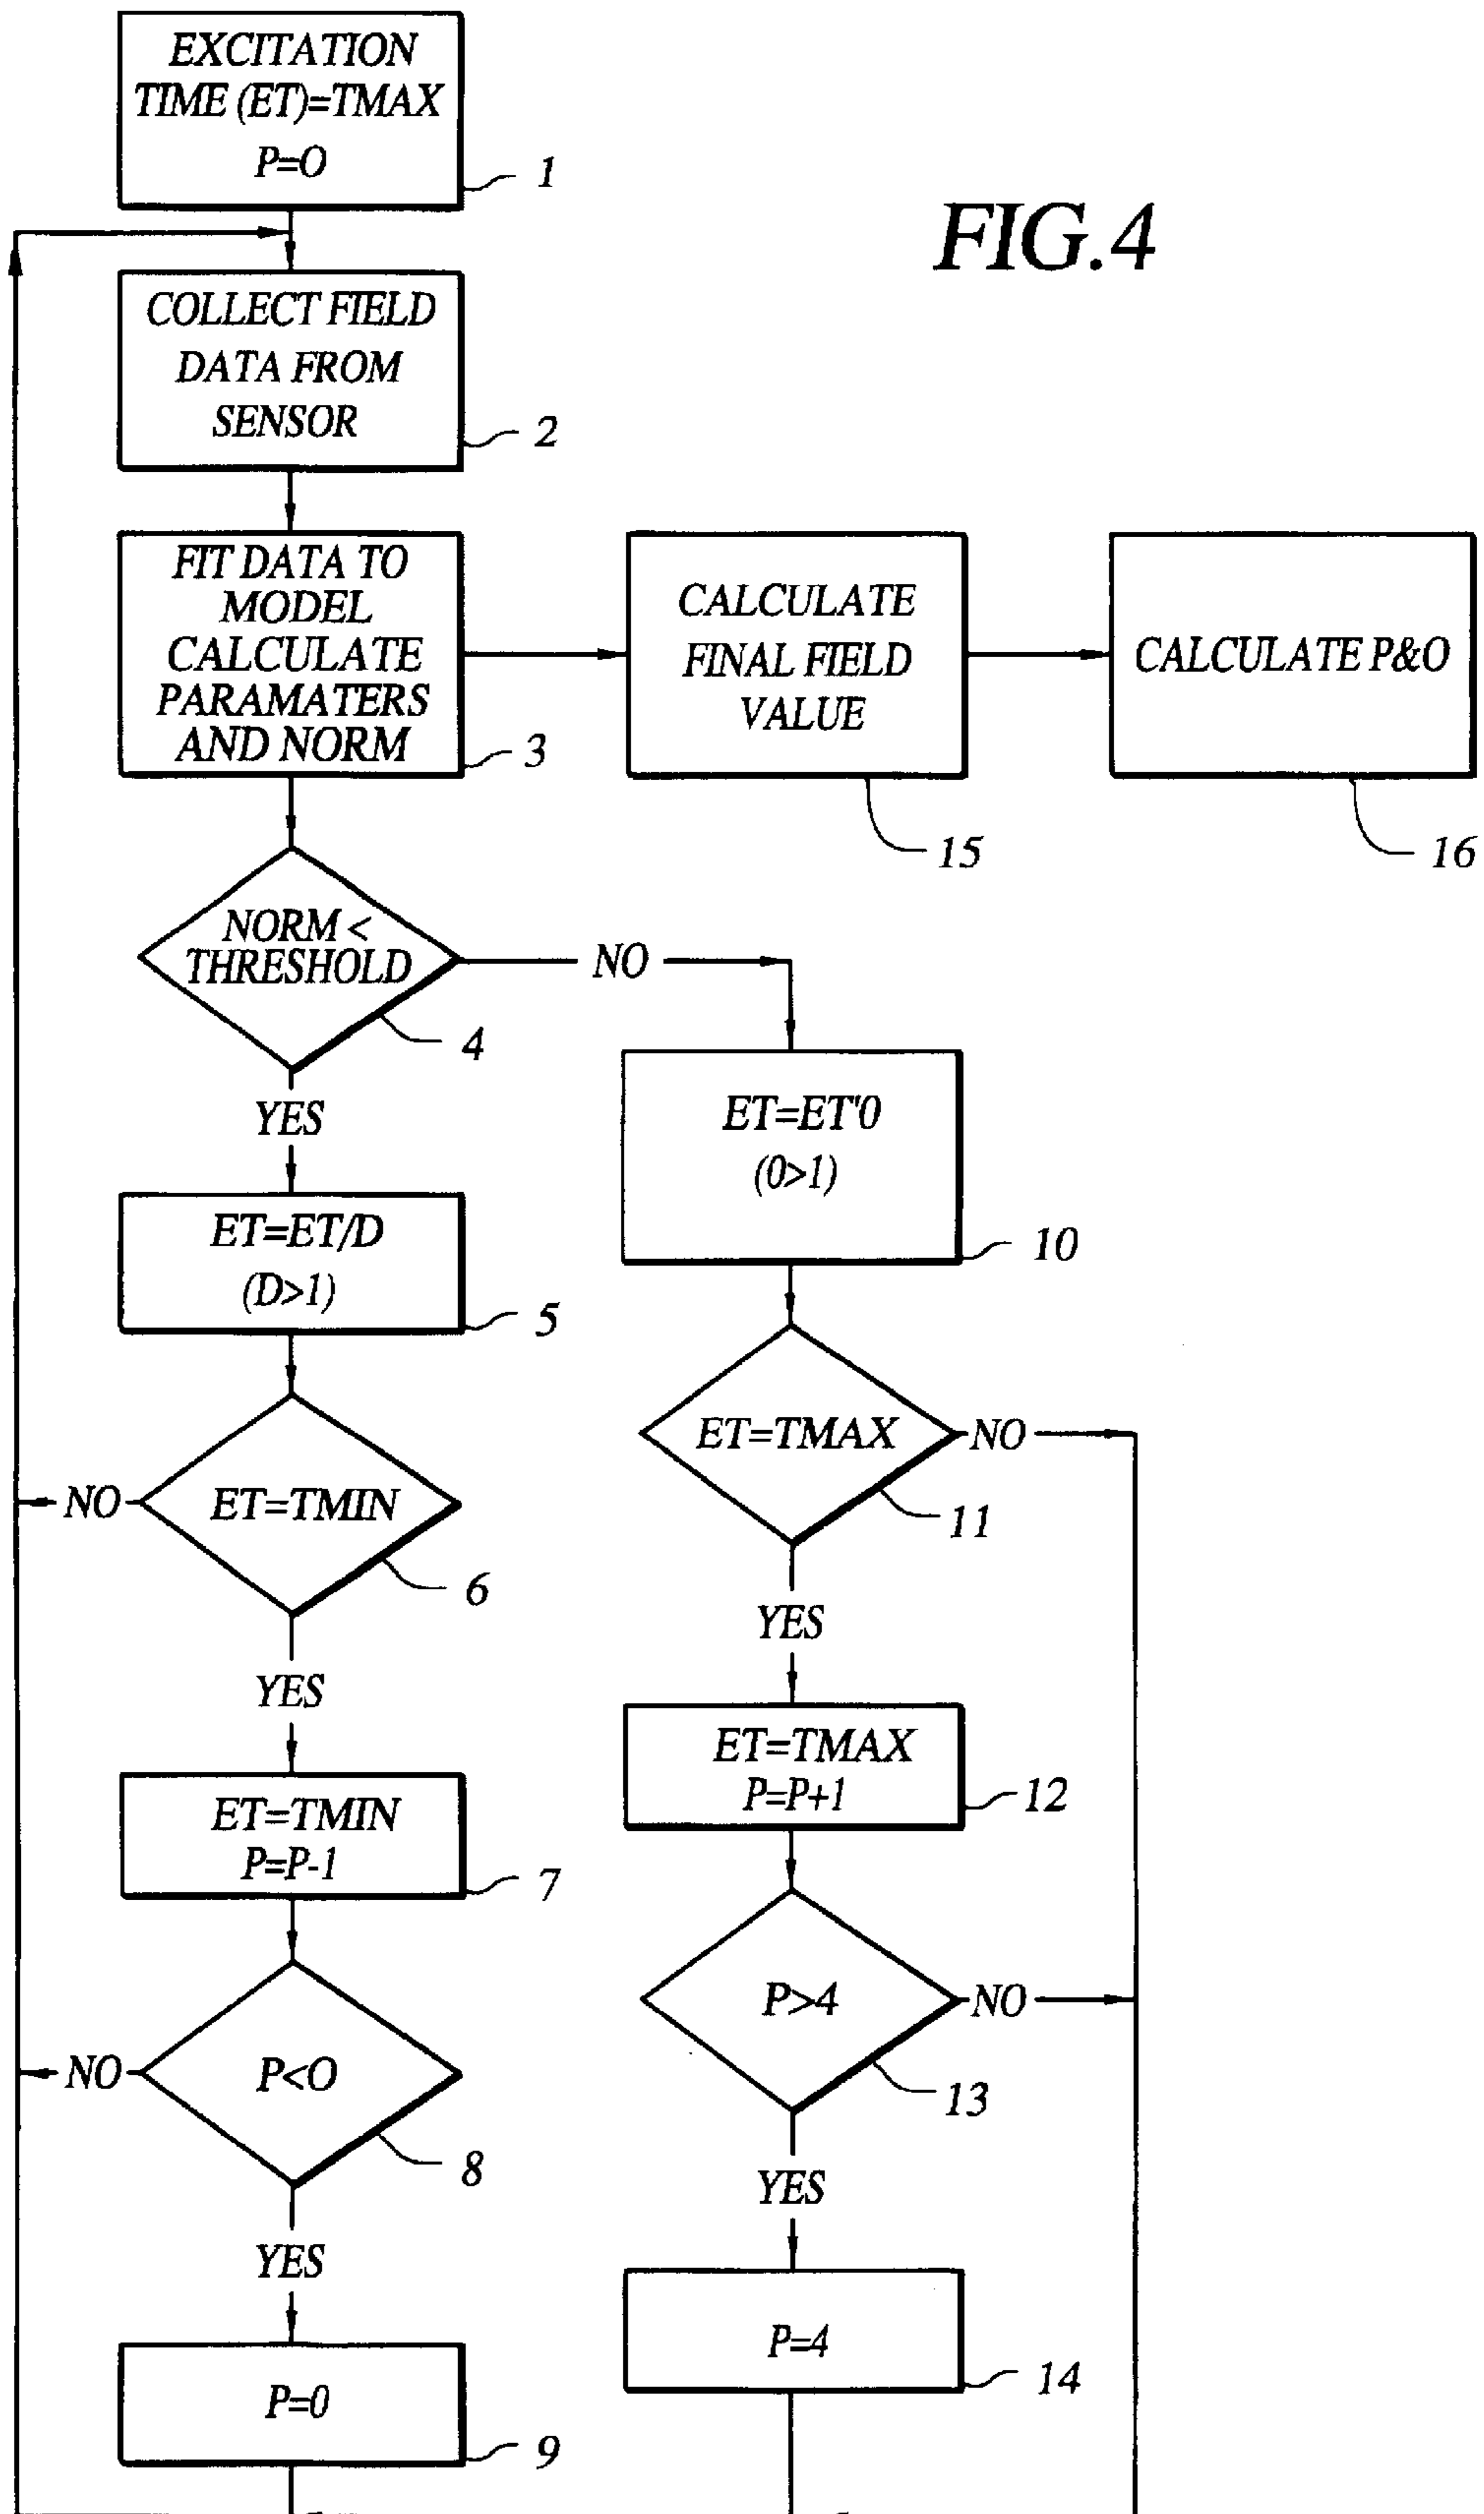 EXCITATION
TIME (ET)=TMAX
P=O
1
FIG.4
COLLECT FIELD
DATA FROM
SENSOR
2
FIT DATA TO
MODEL
CALCULATE
PARAMATERS
AND NORM
3
CALCULATE
FINAL FIELD
VALUE
15
CALCULATE P&O
16
NORM <
THRESHOLD
4
NO
YES
ET=ET'0
(0>1)
10
ET=ET/D
(D>1)
5
ET=TMAX
NO
11
ET=TMIN
NO
6
YES
YES
ET=TMAX
P=P+1
12
ET=TMIN
P=P-1
7
P>4
NO
13
P<O
NO
8
YES
YES
P=4
14
P=0
9